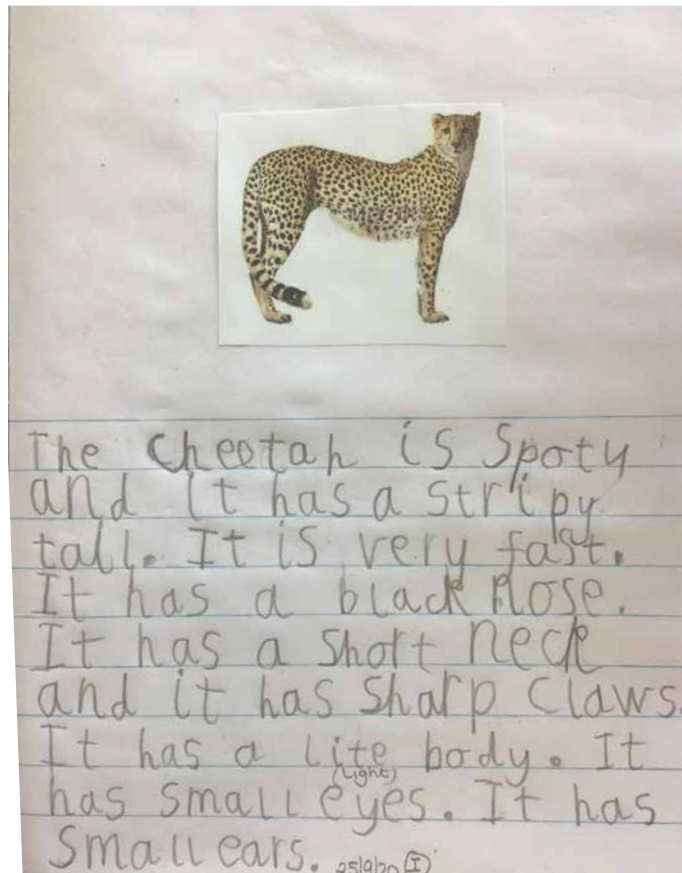 The cheetah is Spoty
and it has a stripy
tall. It is very fast.
It has a black Nose.
It has a short neck
and it has sharp claws.
It has a lite body. It
(Light)
has small eyes. It has
small ears. 25/9/20 I